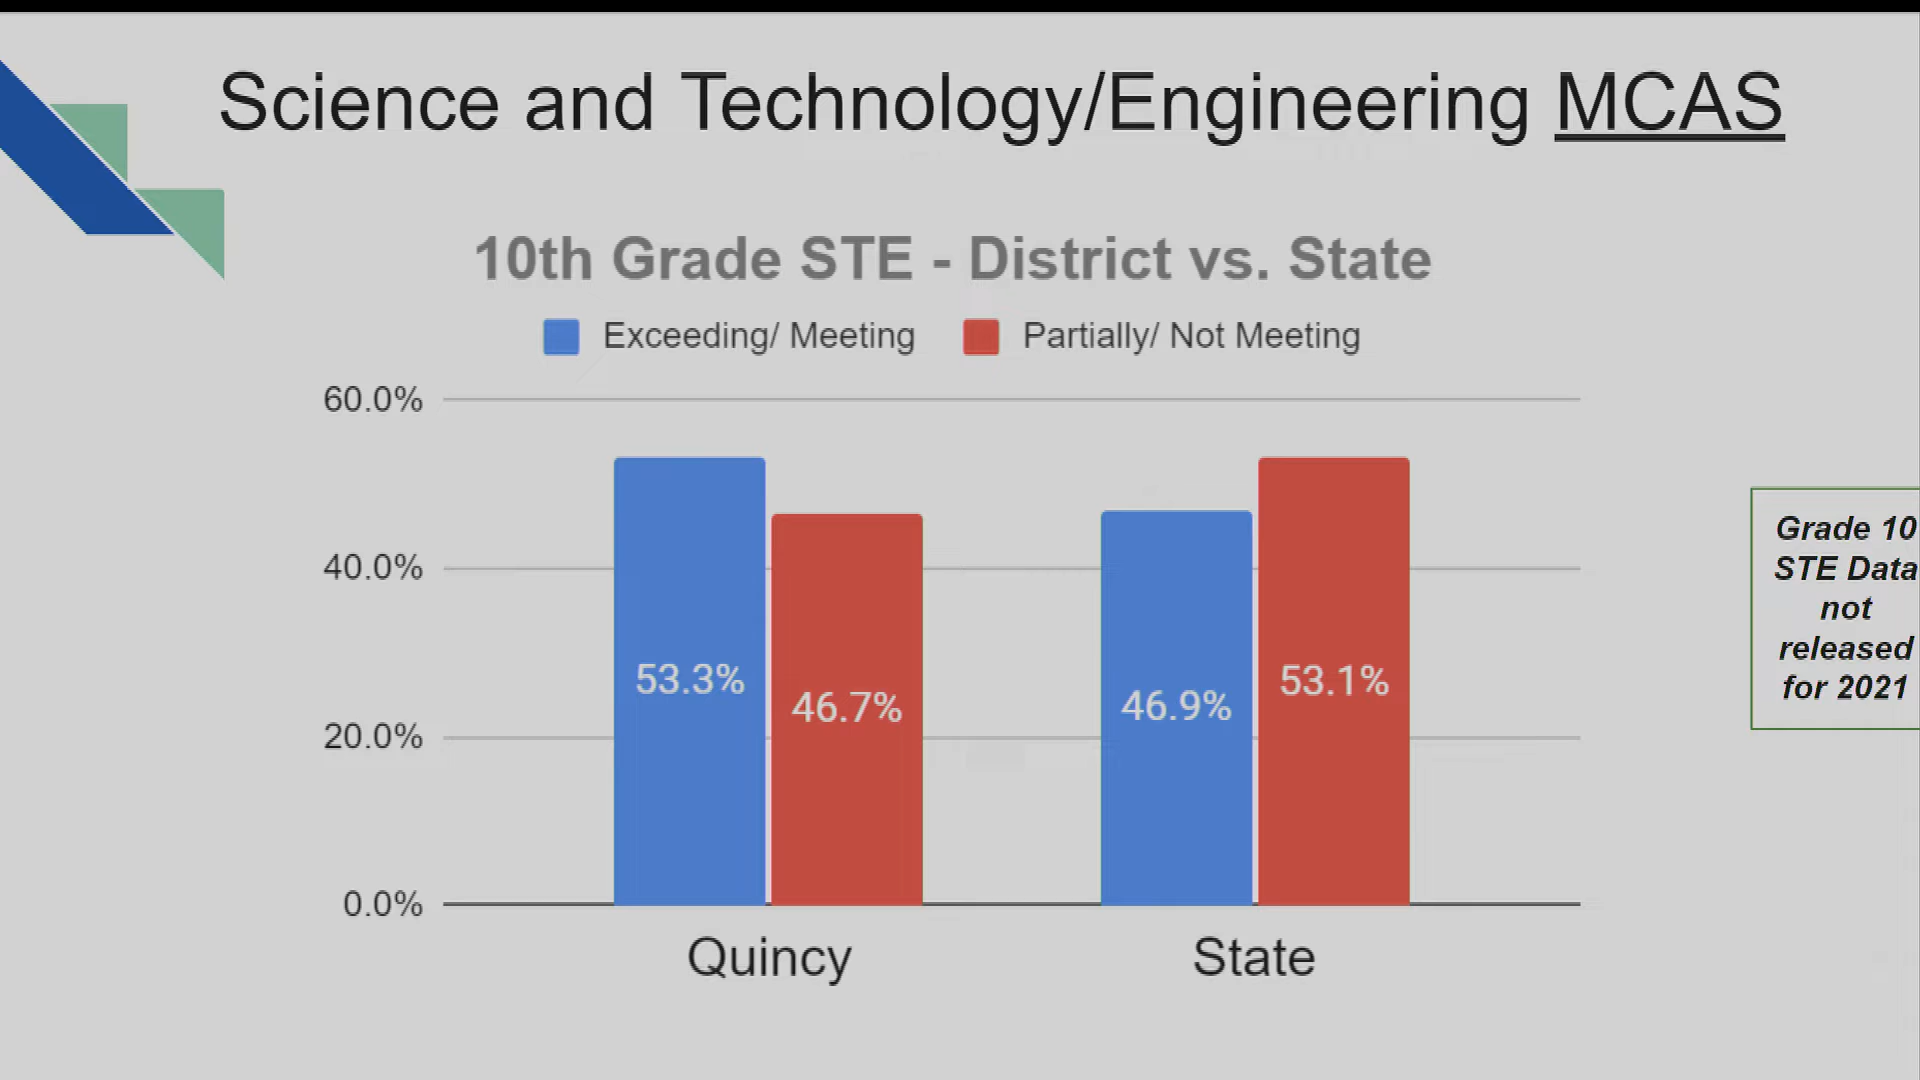 Science and Technology/Engineering MCAS
10th Grade STE - District vs. State
Exceeding/ Meeting
Partially/ Not Meeting
60.0%
40.0%
20.0%
0.0%
53.3%
46.7%
46.9%
53.1%
Quincy
State
Grade 10
STE Data
not
released
for 2021